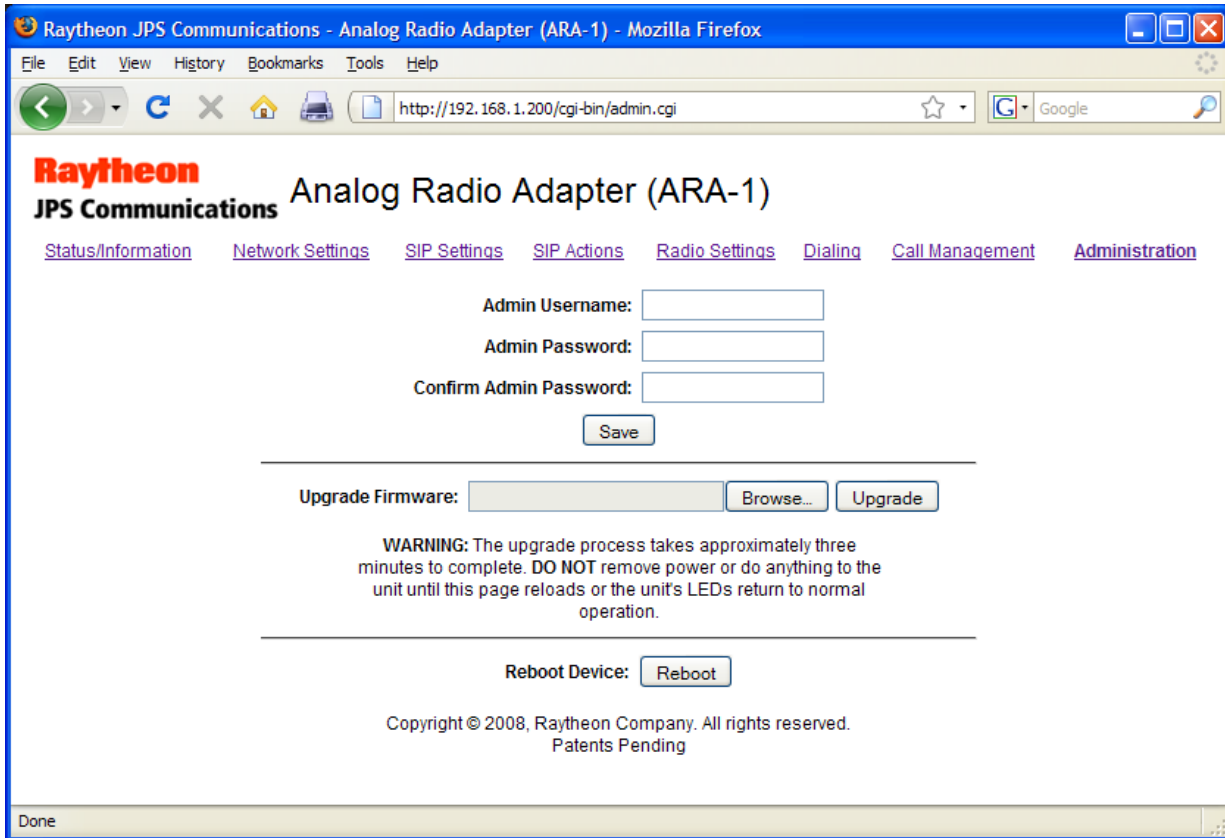 Raytheon JPS Communications - Analog Radio Adapter (ARA-1) - Mozilla Firefox
File Edit View History Bookmarks Tools Help
http://192.168.1.200/cgi-bin/admin.cgi G Google
Raytheon
JPS Communications
Analog Radio Adapter (ARA-1)
Status/Information Network Settings SIP Settings SIP Actions Radio Settings Dialing Call Management Administration
Admin Username:
Admin Password:
Confirm Admin Password:
Save
Upgrade Firmware: Browse... Upgrade
WARNING: The upgrade process takes approximately three
minutes to complete. DO NOT remove power or do anything to the
unit until this page reloads or the unit's LEDs return to normal
operation.
Reboot Device: Reboot
Copyright © 2008, Raytheon Company. All rights reserved.
Patents Pending
Done